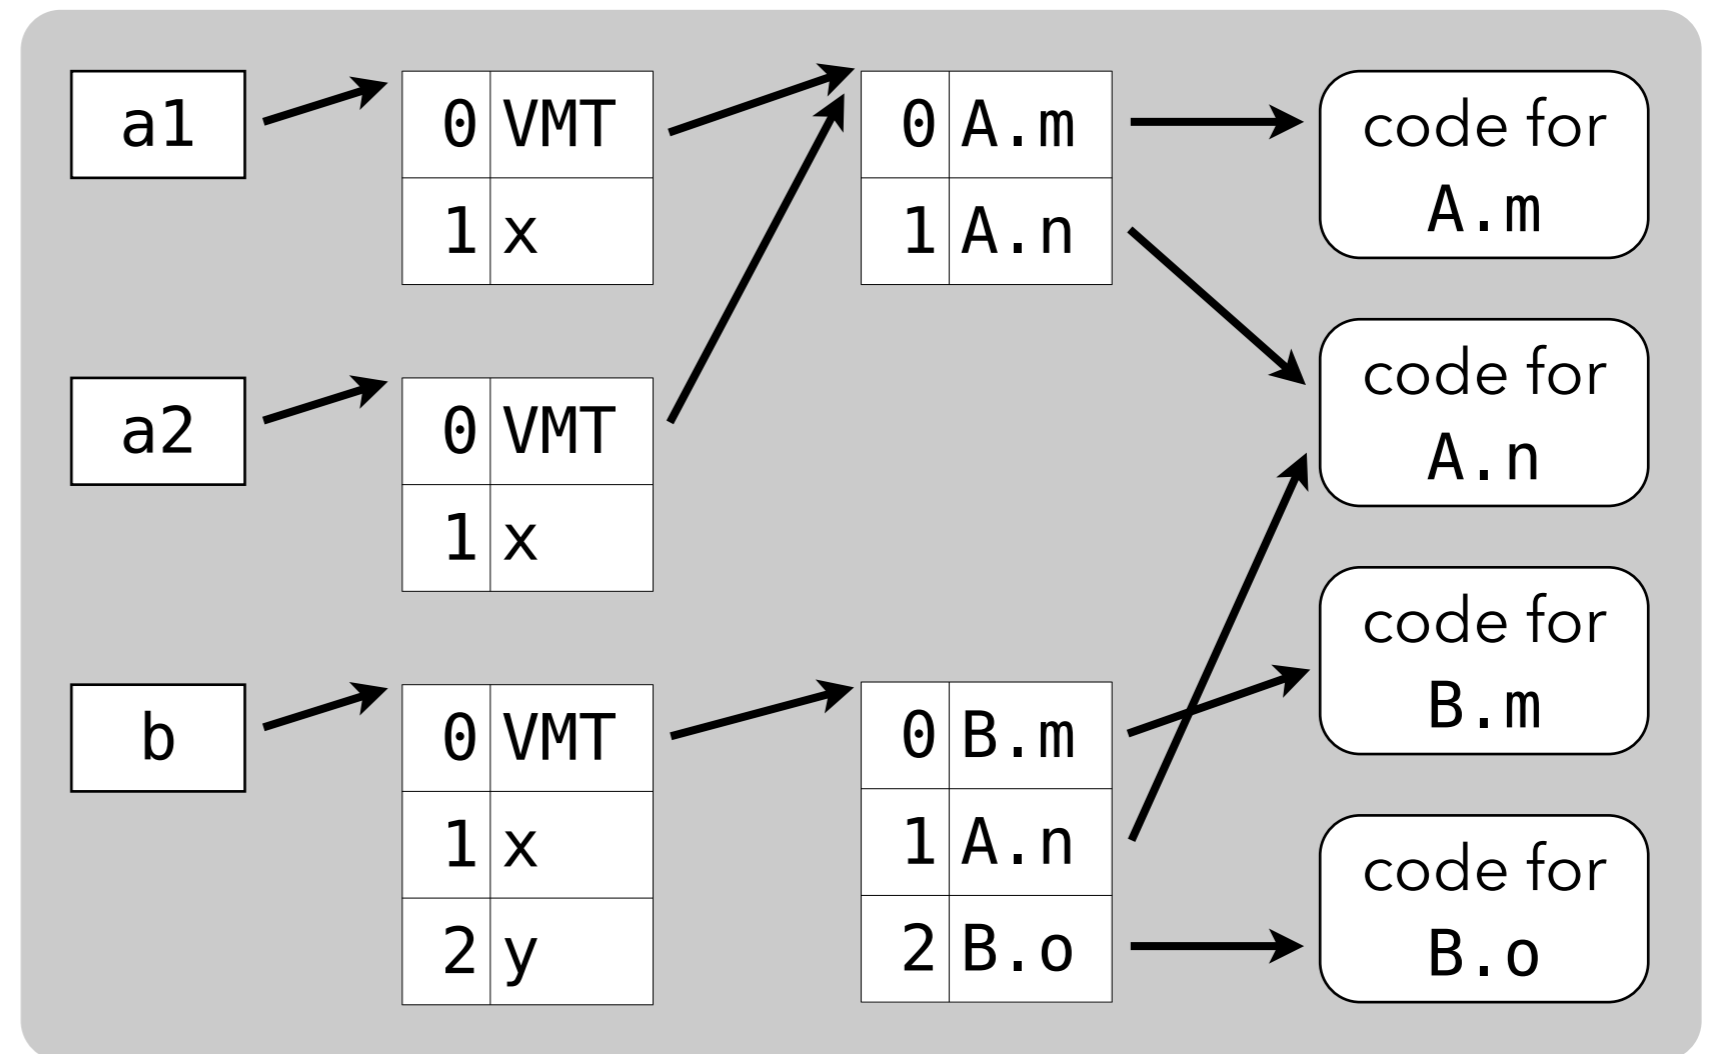 a1
0 VMT
1 x
0 A.m
1 A.n
code for
A.m
a2
0 VMT
1 x
code for
A.n
b
0 VMT
1 x
2 y
0 B.m
1 A.n
2 B.o
code for
B.m
code for
B.o